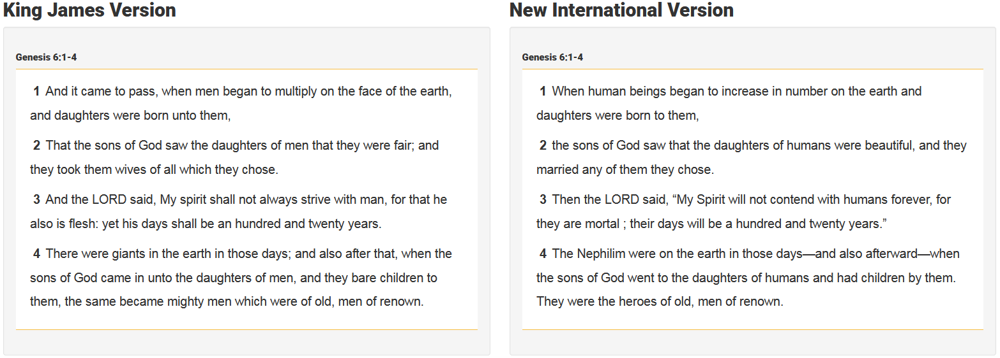 King James Version
Genesis 6:1-4
1 And it came to pass, when men began to multiply on the face of the earth,
and daughters were born unto them,
2 That the sons of God saw the daughters of men that they were fair; and
they took them wives of all which they chose.
3 And the LORD said, My spirit shall not always strive with man, for that he
also is flesh: yet his days shall be an hundred and twenty years.
4 There were giants in the earth in those days; and also after that, when the
sons of God came in unto the daughters of men, and they bare children to
them, the same became mighty men which were of old, men of renown.
New International Version
Genesis 6:1-4
1 When human beings began to increase in number on the earth and
daughters were born to them,
2 the sons of God saw that the daughters of humans were beautiful, and they
married any of them they chose.
3 Then the LORD said, “My Spirit will not contend with humans forever, for
they are mortal ; their days will be a hundred and twenty years.”
4 The Nephilim were on the earth in those days—and also afterward—when
the sons of God went to the daughters of humans and had children by them.
They were the heroes of old, men of renown.